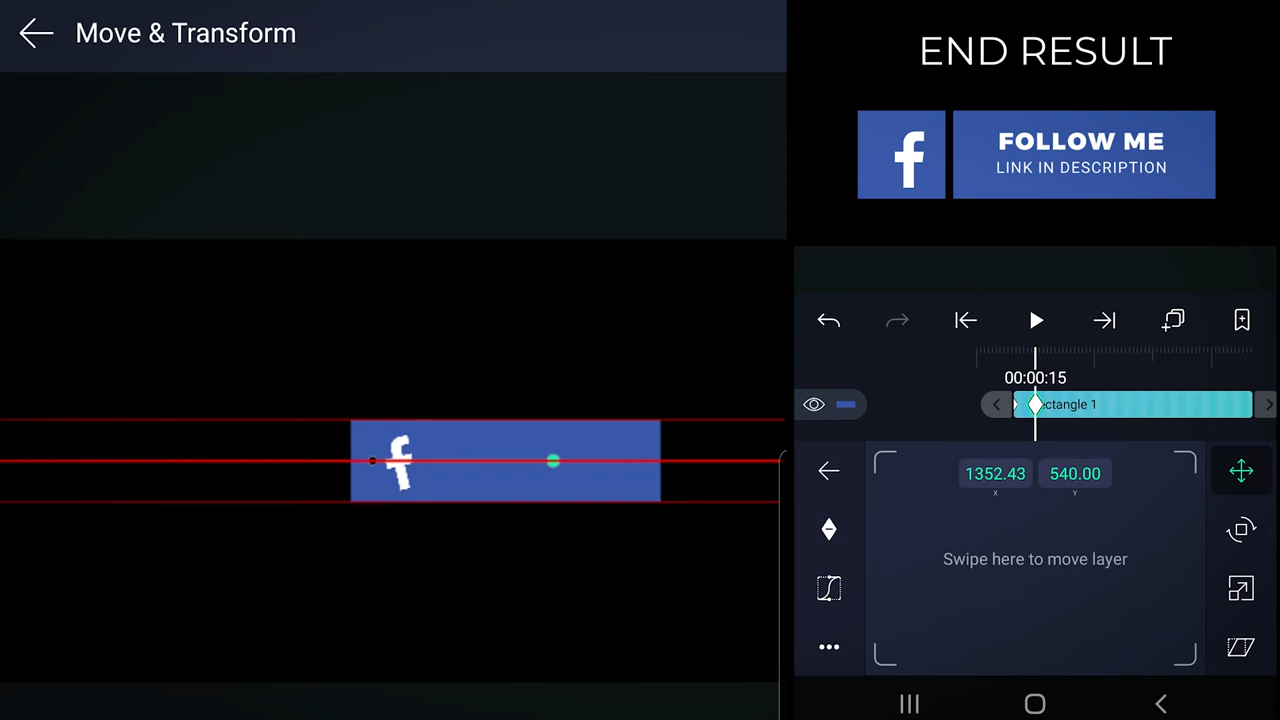 Move & Transform
END RESULT
f
FOLLOW ME
LINK IN DESCRIPTION
00:00:15
ectangle 1
f
1352.43
540.00
X
Y
Swipe here to move layer